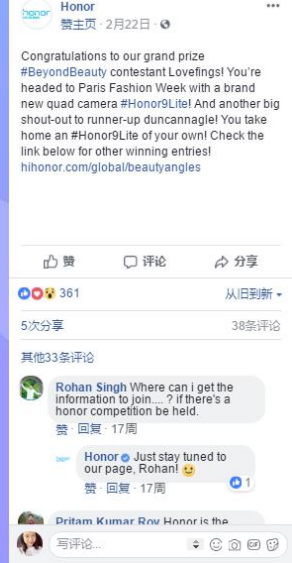 honor
Honor
赞主页 · 2月22日 ·
Congratulations to our grand prize
#BeyondBeauty contestant Lovefings! You're
headed to Paris Fashion Week with a brand
new quad camera #Honor9Lite! And another big
shout-out to runner-up duncannagle! You take
home an #Honor9Lite of your own! Check the
link below for other winning entries!
hihonor.com/global/beautyangles
赞 评论 分享
361 从旧到新
5次分享 38条评论
其他33条评论
Rohan Singh Where can i get the
information to join.... ? if there's a
honor competition be held.
赞 · 回复 · 17周
Honor Just stay tuned to
our page, Rohan!
1
赞 · 回复 · 17周
Pritam Kumar Roy Honor is the
写评论...
GIF